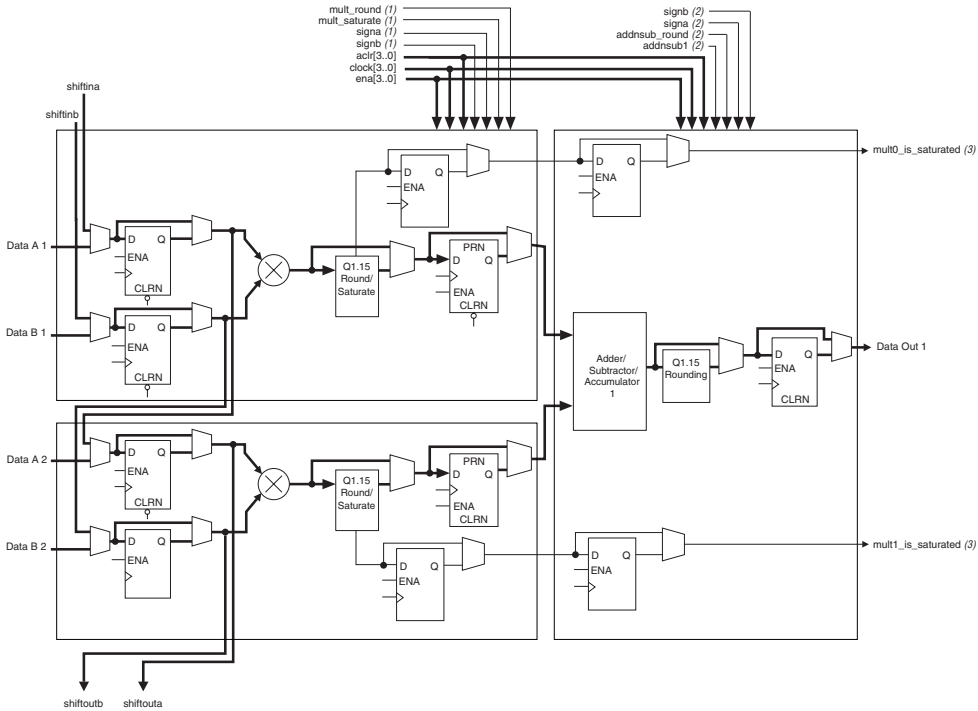 mult_round (1)
mult_saturate (1)
signa (1)
signb (1)
aclr[3..0]
clock[3..0]
ena[3..0]
signb (2)
signa (2)
addnsub_round (2)
addnsub1 (2)
shiftina
shiftinb
D Q
ENA
D Q
ENA
mult0_is_saturated (3)
Data A 1
D Q
ENA
CLRN
Q1.15
Round/
Saturate
PRN
D Q
ENA
CLRN
Data B 1
D Q
ENA
CLRN
Adder/
Subtractor/
Accumulator
1
Q1.15
Rounding
D Q
ENA
CLRN
Data Out 1
Data A 2
D Q
ENA
CLRN
Q1.15
Round/
Saturate
PRN
D Q
ENA
CLRN
Data B 2
D Q
ENA
D Q
ENA
D Q
ENA
mult1_is_saturated (3)
shiftoutb
shiftouta